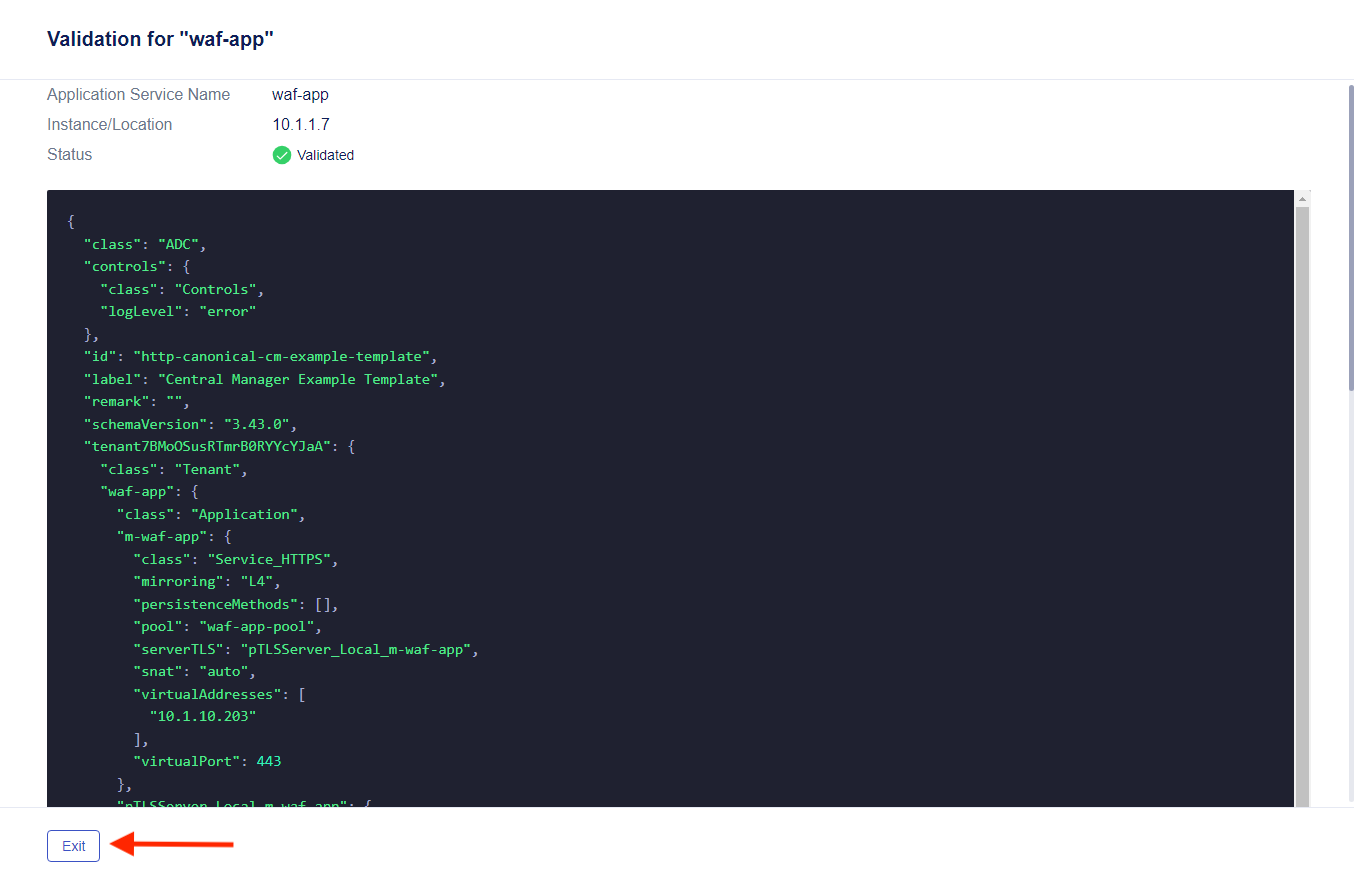 Validation for "waf-app"
Application Service Name waf-app
Instance/Location 10.1.1.7
Status Validated
{
  "class": "ADC",
  "controls": {
    "class": "Controls",
    "logLevel": "error"
  },
  "id": "http-canonical-cm-example-template",
  "label": "Central Manager Example Template",
  "remark": "",
  "schemaVersion": "3.43.0",
  "tenant7BMoOSusRTmrB0RYYcYJaA": {
    "class": "Tenant",
    "waf-app": {
      "class": "Application",
      "m-waf-app": {
        "class": "Service_HTTPS",
        "mirroring": "L4",
        "persistenceMethods": [],
        "pool": "waf-app-pool",
        "serverTLS": "pTLSServer_Local_m-waf-app",
        "snat": "auto",
        "virtualAddresses": [
          "10.1.10.203"
        ],
        "virtualPort": 443
      },
      "pTLSServer_Local_m-waf-app": {
Exit